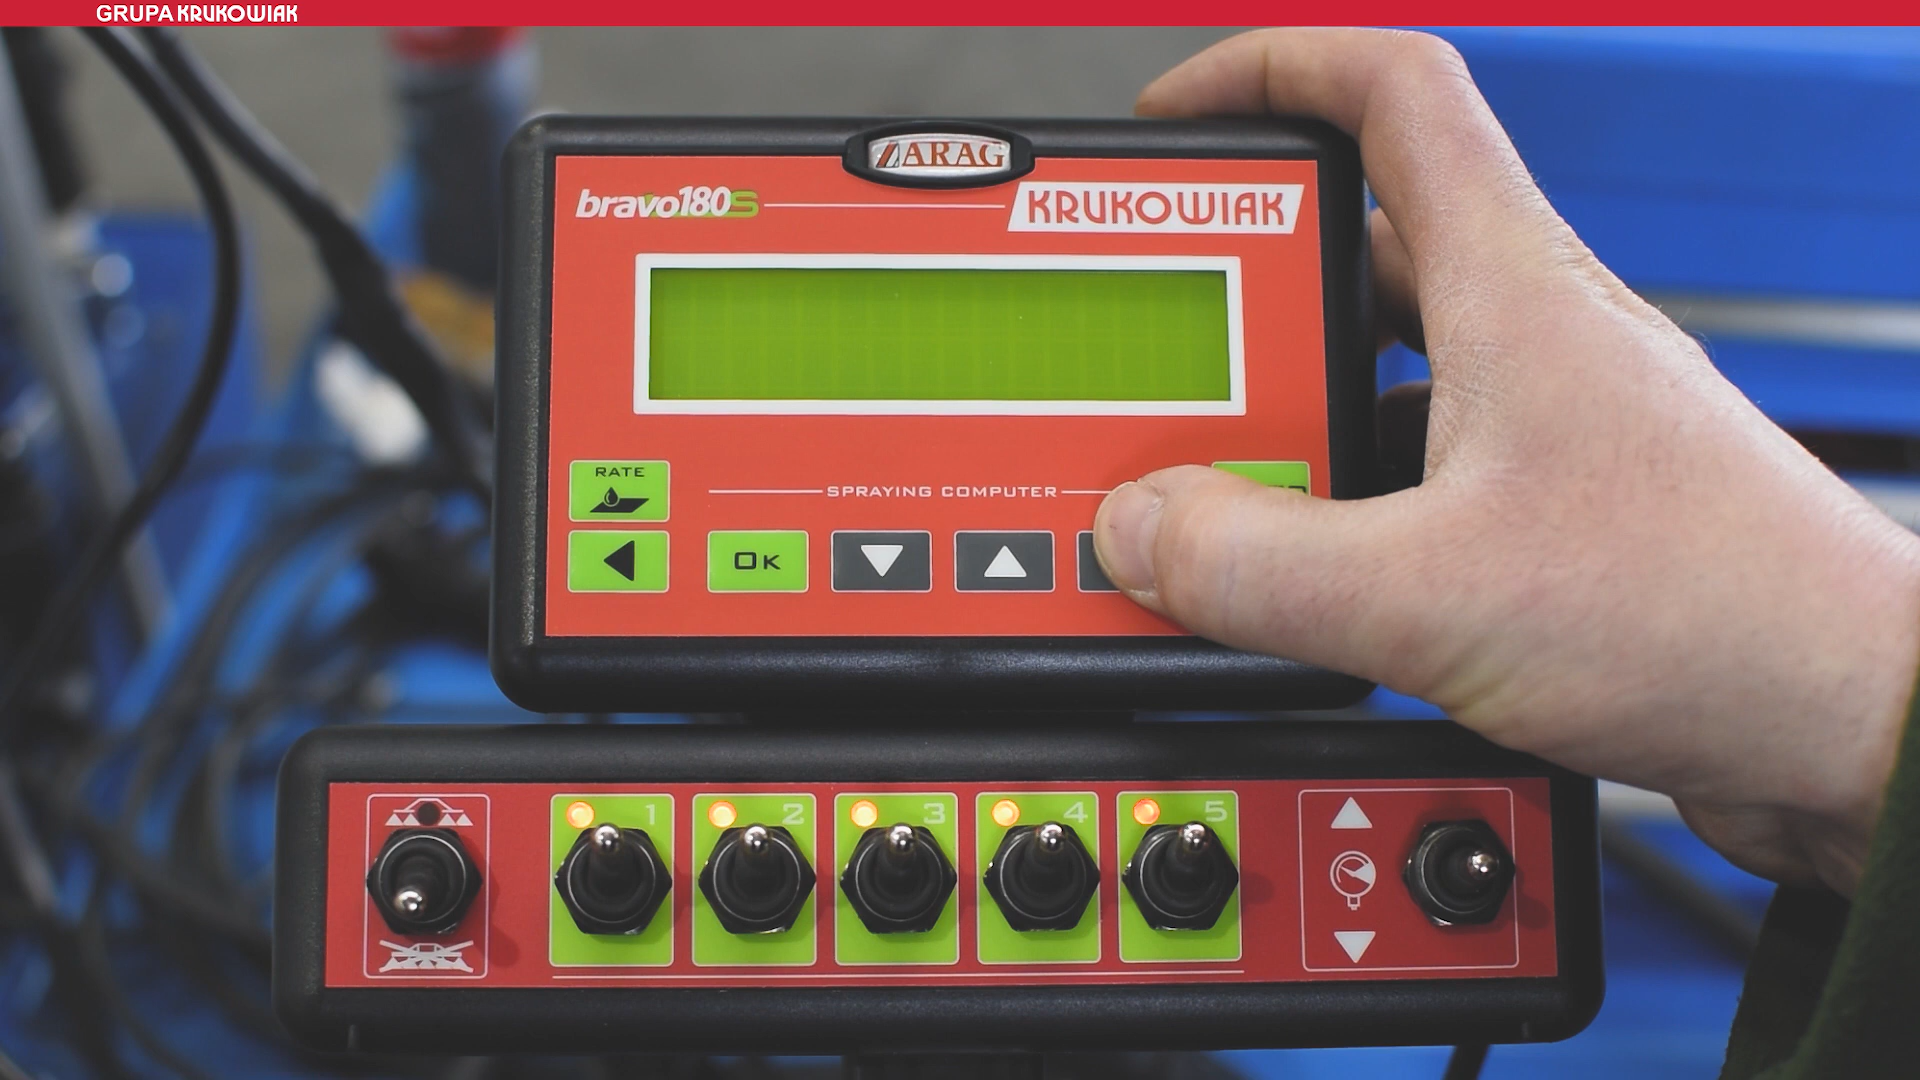 GRUPA KRUKOWIAK
ARAG
bravo180S
KRUKOWIAK
RATE
SPRAYING COMPUTER
OK
1
2
3
4
5